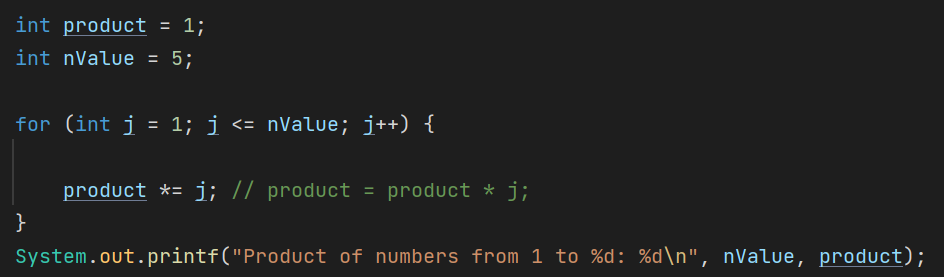 int product = 1;
int nValue = 5;
for (int j = 1; j <= nValue; j++) {
product *= j; // product = product * j;
}
System.out.printf("Product of numbers from 1 to %d: %d\n", nValue, product);